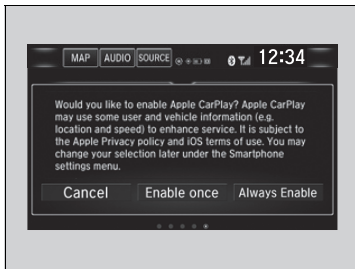 MAP AUDIO SOURCE 12:34
Would you like to enable Apple CarPlay? Apple CarPlay
may use some user and vehicle information (e.g.
location and speed) to enhance service. It is subject to
the Apple Privacy policy and iOS terms of use. You may
change your selection later under the Smartphone
settings menu.
Cancel Enable once Always Enable